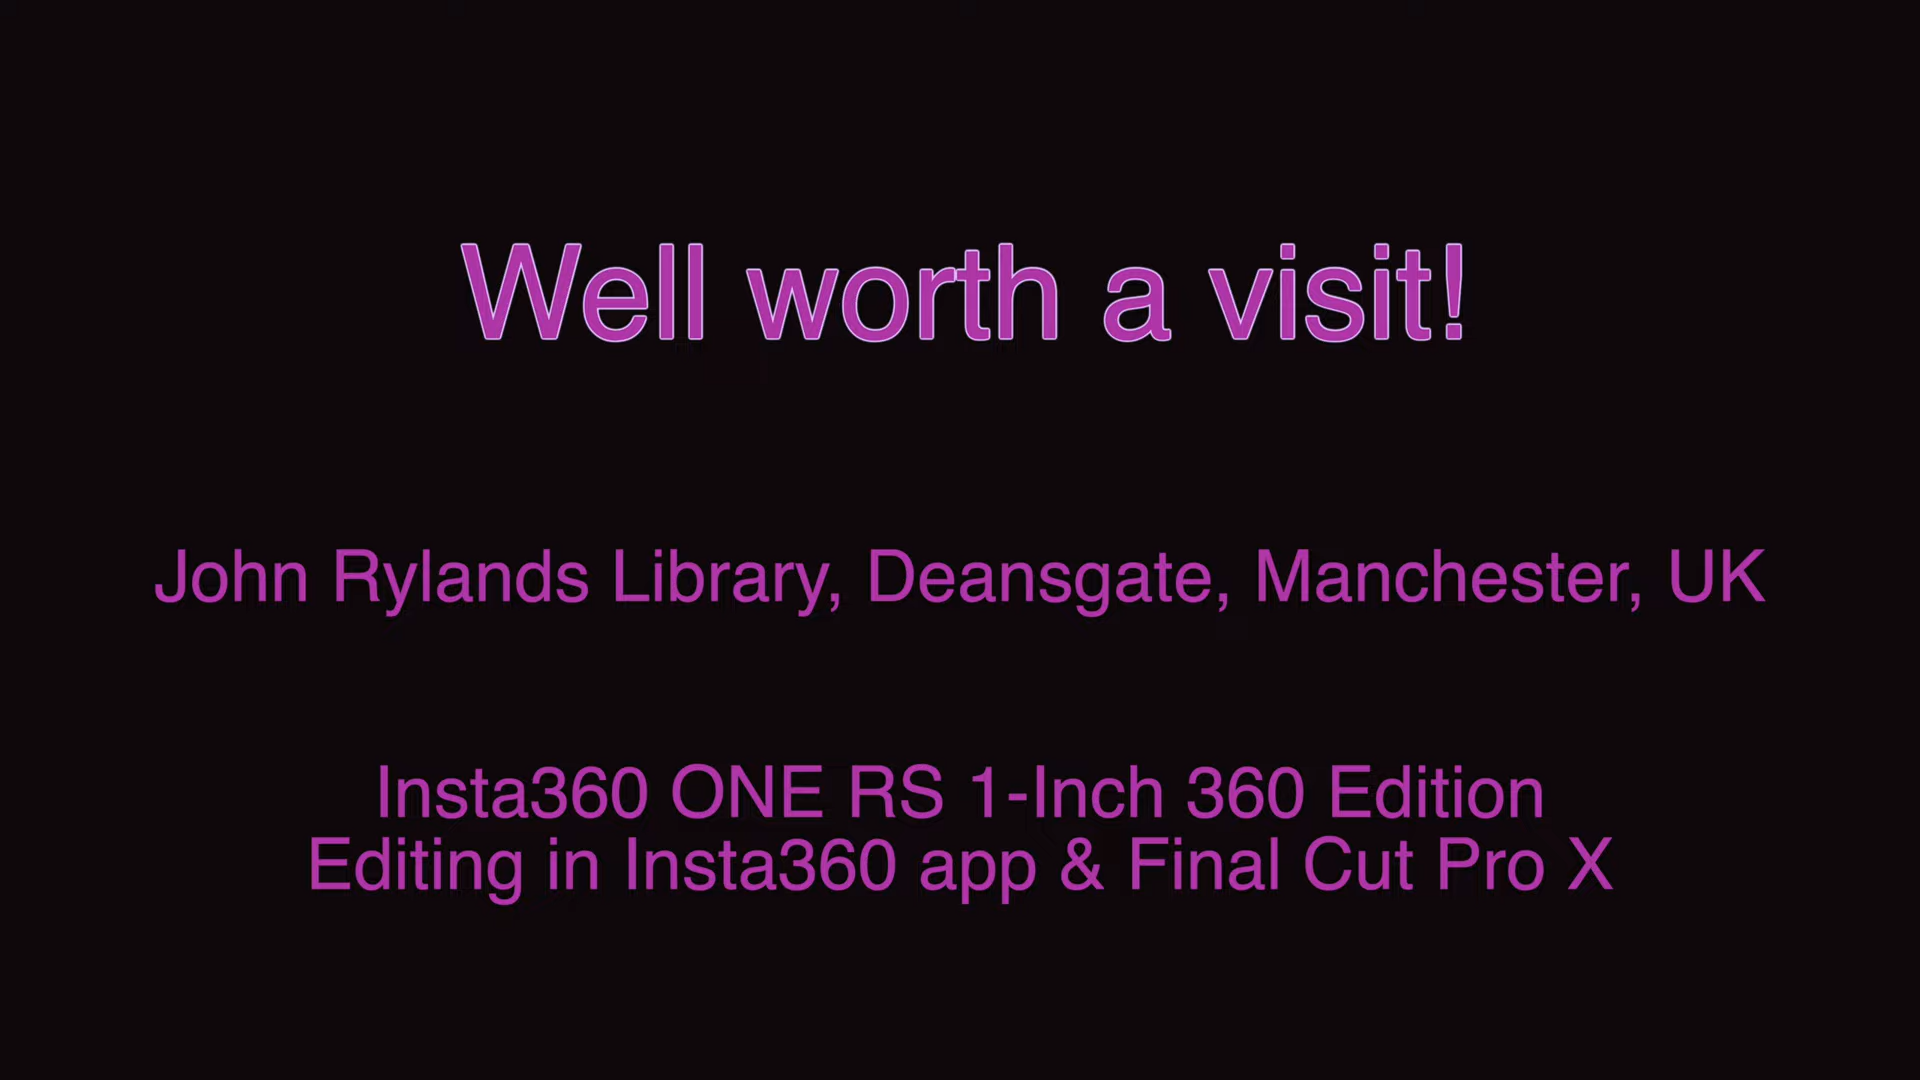 Well worth a visit!
John Rylands Library, Deansgate, Manchester, UK
Insta360 ONE RS 1-Inch 360 Edition
Editing in Insta360 app & Final Cut Pro X